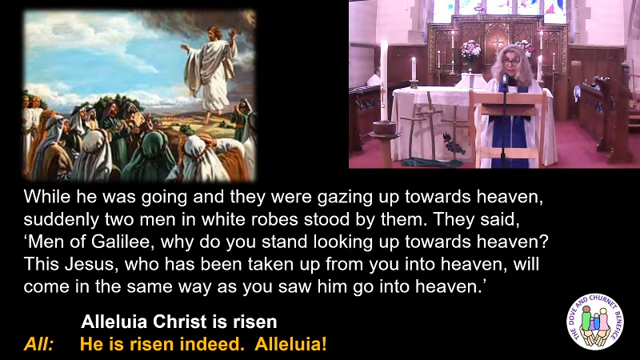 While he was going and they were gazing up towards heaven,
suddenly two men in white robes stood by them. They said,
‘Men of Galilee, why do you stand looking up towards heaven?
This Jesus, who has been taken up from you into heaven, will
come in the same way as you saw him go into heaven.’
Alleluia Christ is risen
All: He is risen indeed. Alleluia!
THE DOVE AND CHURNET BENEFICE